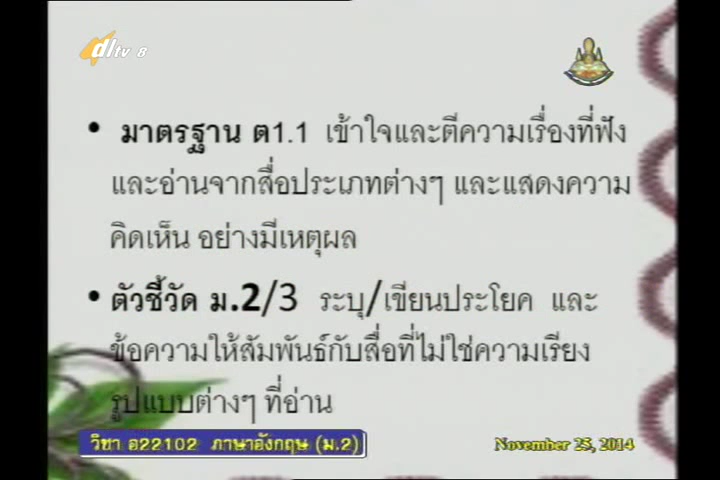 dltv 8
• มาตรฐาน ต1.1 เข้าใจและตีความเรื่องที่ฟัง
และอ่านจากสื่อประเภทต่างๆ และแสดงความ
คิดเห็น อย่างมีเหตุผล
• ตัวชี้วัด ม.2/3 ระบุ/เขียนประโยค และ
ข้อความให้สัมพันธ์กับสื่อที่ไม่ใช่ความเรียง
รูปแบบต่างๆ ที่อ่าน
วิชา อ22102 ภาษาอังกฤษ (ม.2)
November 25, 2014